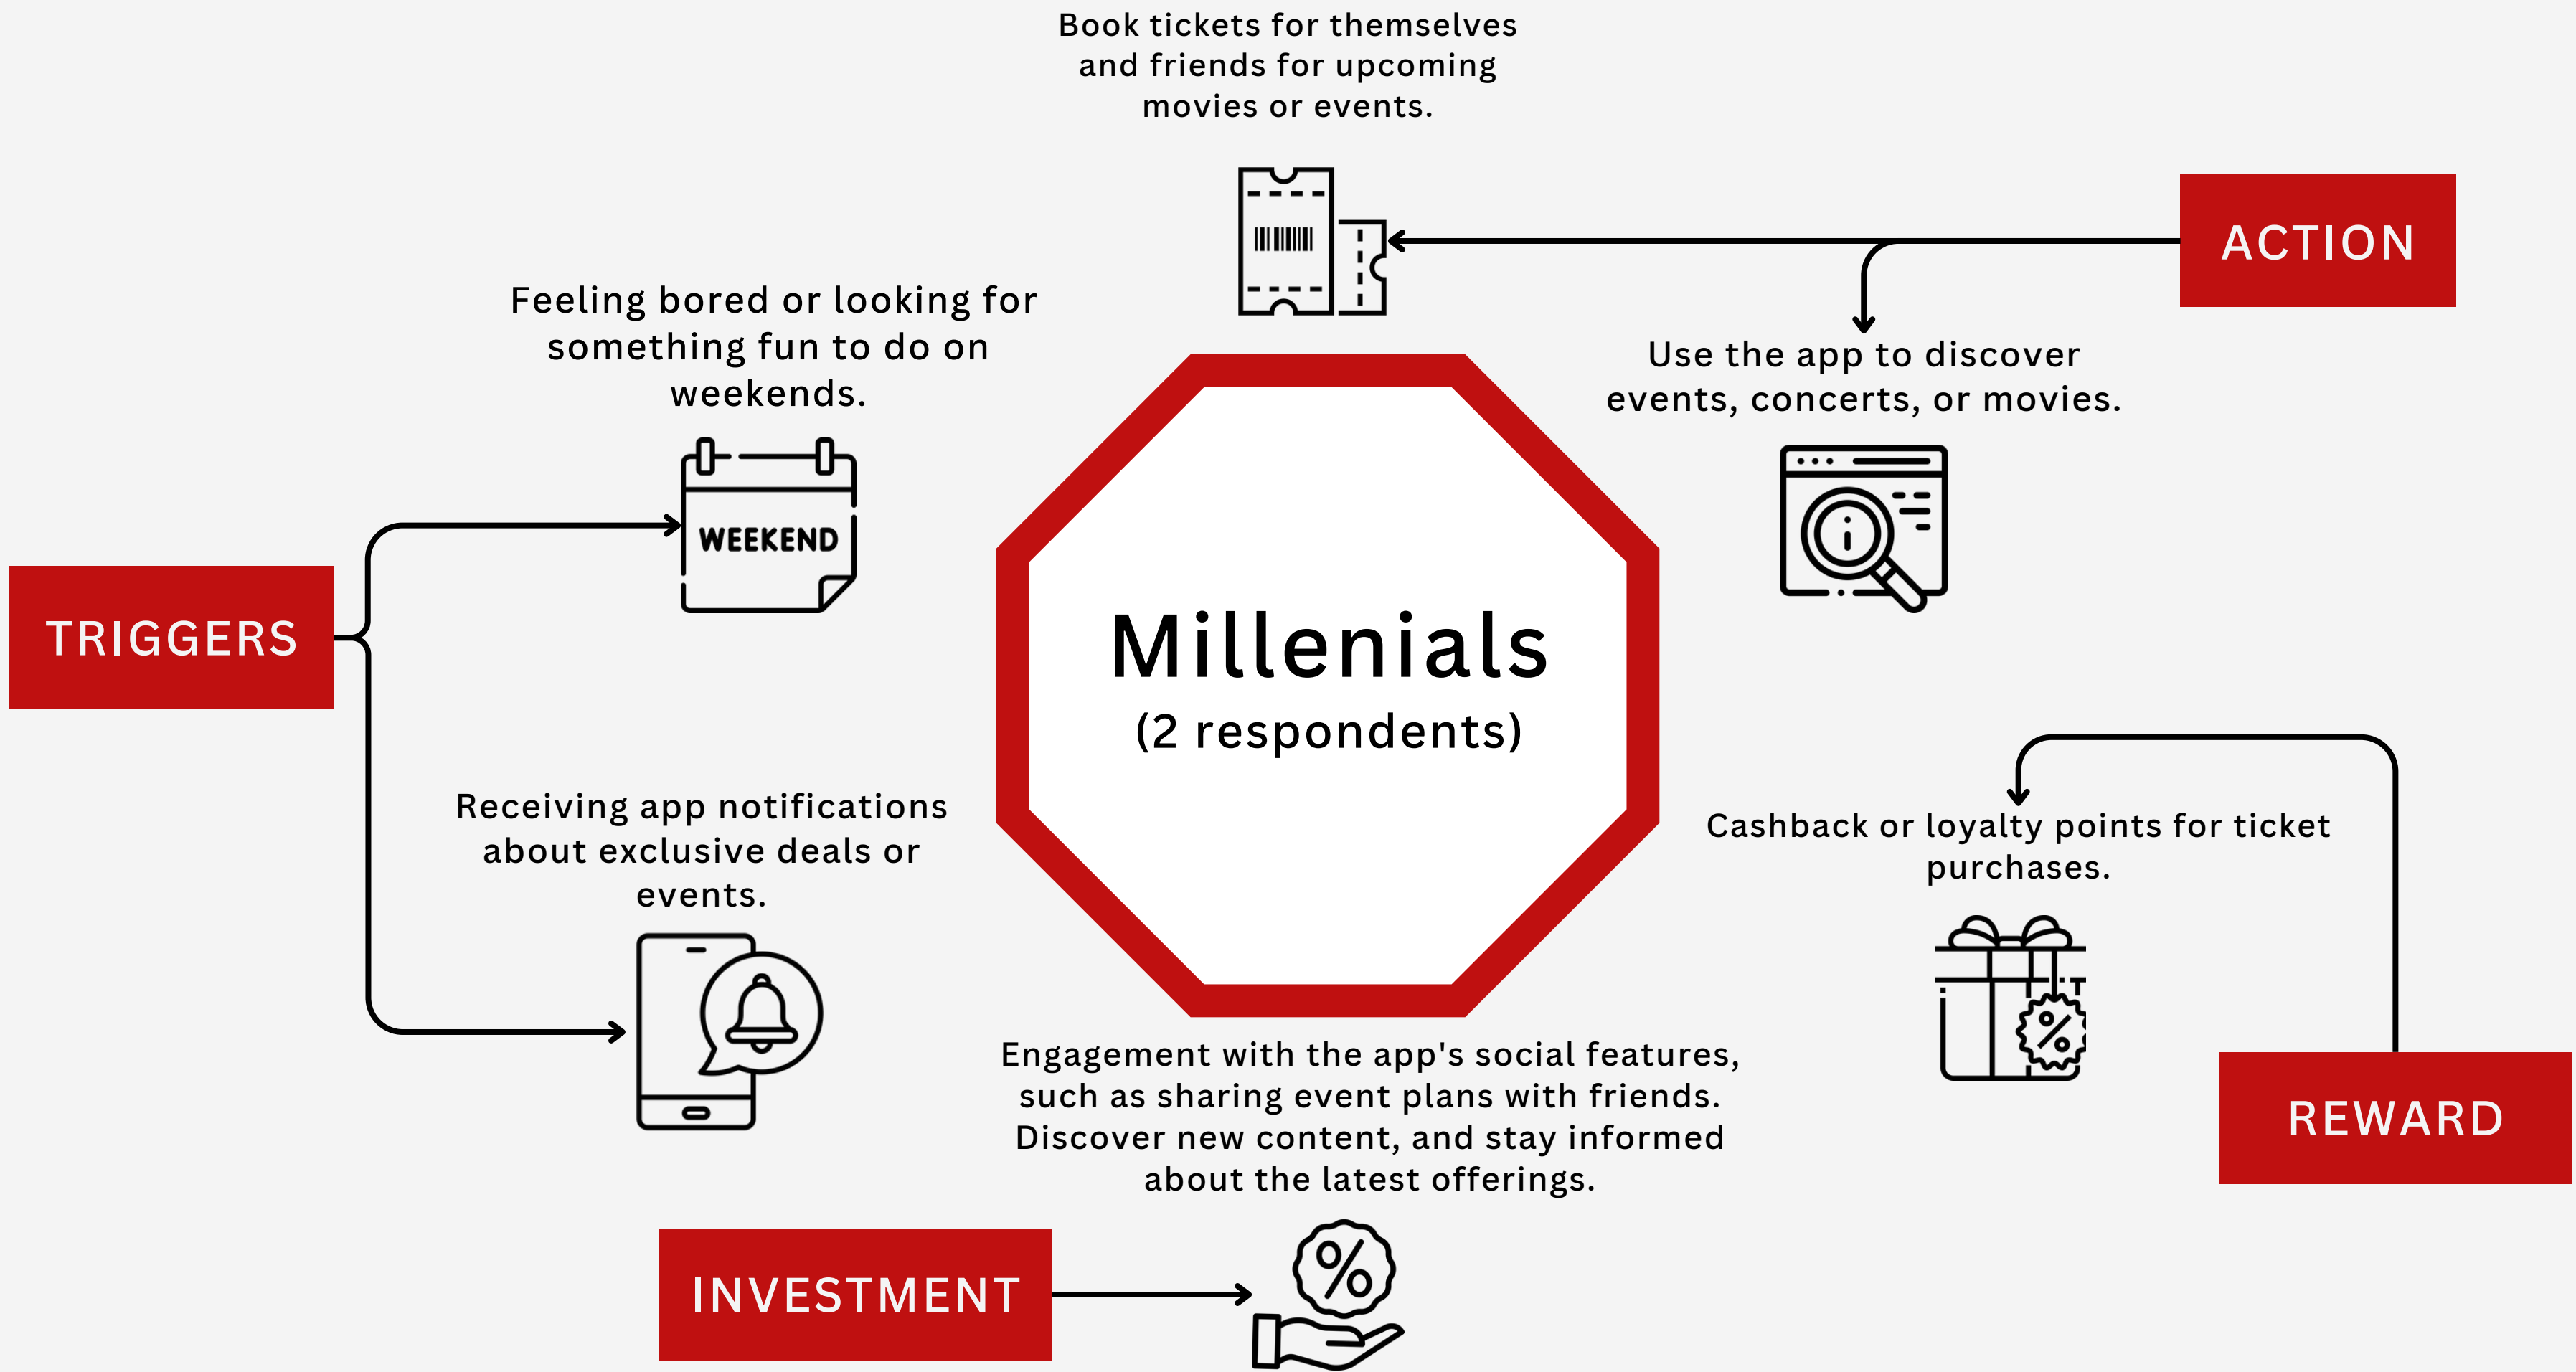 Book tickets for themselves
and friends for upcoming
movies or events.
ACTION
Use the app to discover
events, concerts, or movies.
Feeling bored or looking for
something fun to do on
weekends.
WEEKEND
TRIGGERS
Receiving app notifications
about exclusive deals or
events.
Millenials
(2 respondents)
Cashback or loyalty points for ticket
purchases.
%
REWARD
Engagement with the app's social features,
such as sharing event plans with friends.
Discover new content, and stay informed
about the latest offerings.
INVESTMENT
%